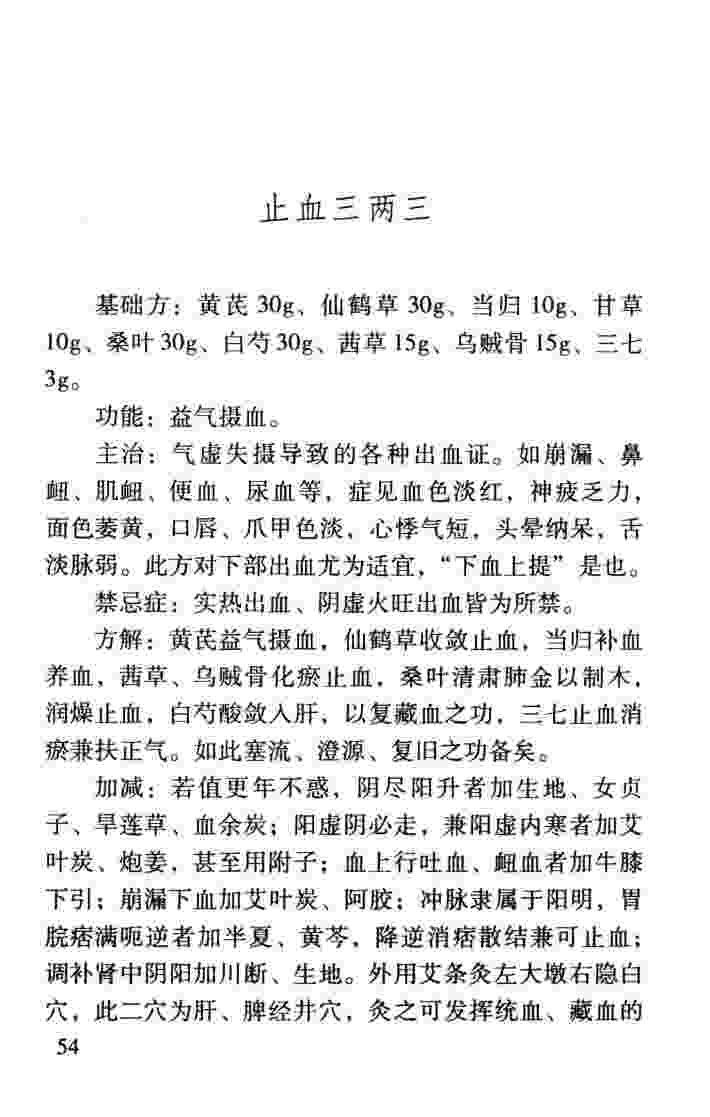 止血三两三
基础方：黄芪 30g、仙鹤草 30g、当归 10g、甘草
10g、桑叶 30g、白芍 30g、茜草 15g、乌贼骨 15g、三七
3g。
功能：益气摄血。
主治：气虚失摄导致的各种出血证。如崩漏、鼻
衄、肌衄、便血、尿血等，症见血色淡红，神疲乏力，
面色萎黄，口唇、爪甲色淡，心悸气短，头晕纳呆，舌
淡脉弱。此方对下部出血尤为适宜，“下血上提”是也。
禁忌症：实热出血、阴虚火旺出血皆为所禁。
方解：黄芪益气摄血，仙鹤草收敛止血，当归补血
养血，茜草、乌贼骨化瘀止血，桑叶清肃肺金以制木，
润燥止血，白芍酸敛入肝，以复藏血之功，三七止血消
瘀兼扶正气。如此塞流、澄源、复旧之功备矣。
加减：若值更年不惑，阴尽阳升者加生地、女贞
子、旱莲草、血余炭；阳虚阴必走，兼阳虚内寒者加艾
叶炭、炮姜，甚至用附子；血上行吐血、衄血者加牛膝
下引；崩漏下血加艾叶炭、阿胶；冲脉隶属于阳明，胃
脘痞满呃逆者加半夏、黄芩，降逆消痞散结兼可止血；
调补肾中阴阳加川断、生地。外用艾条灸左大墩右隐白
穴，此二穴为肝、脾经井穴，灸之可发挥统血、藏血的
54